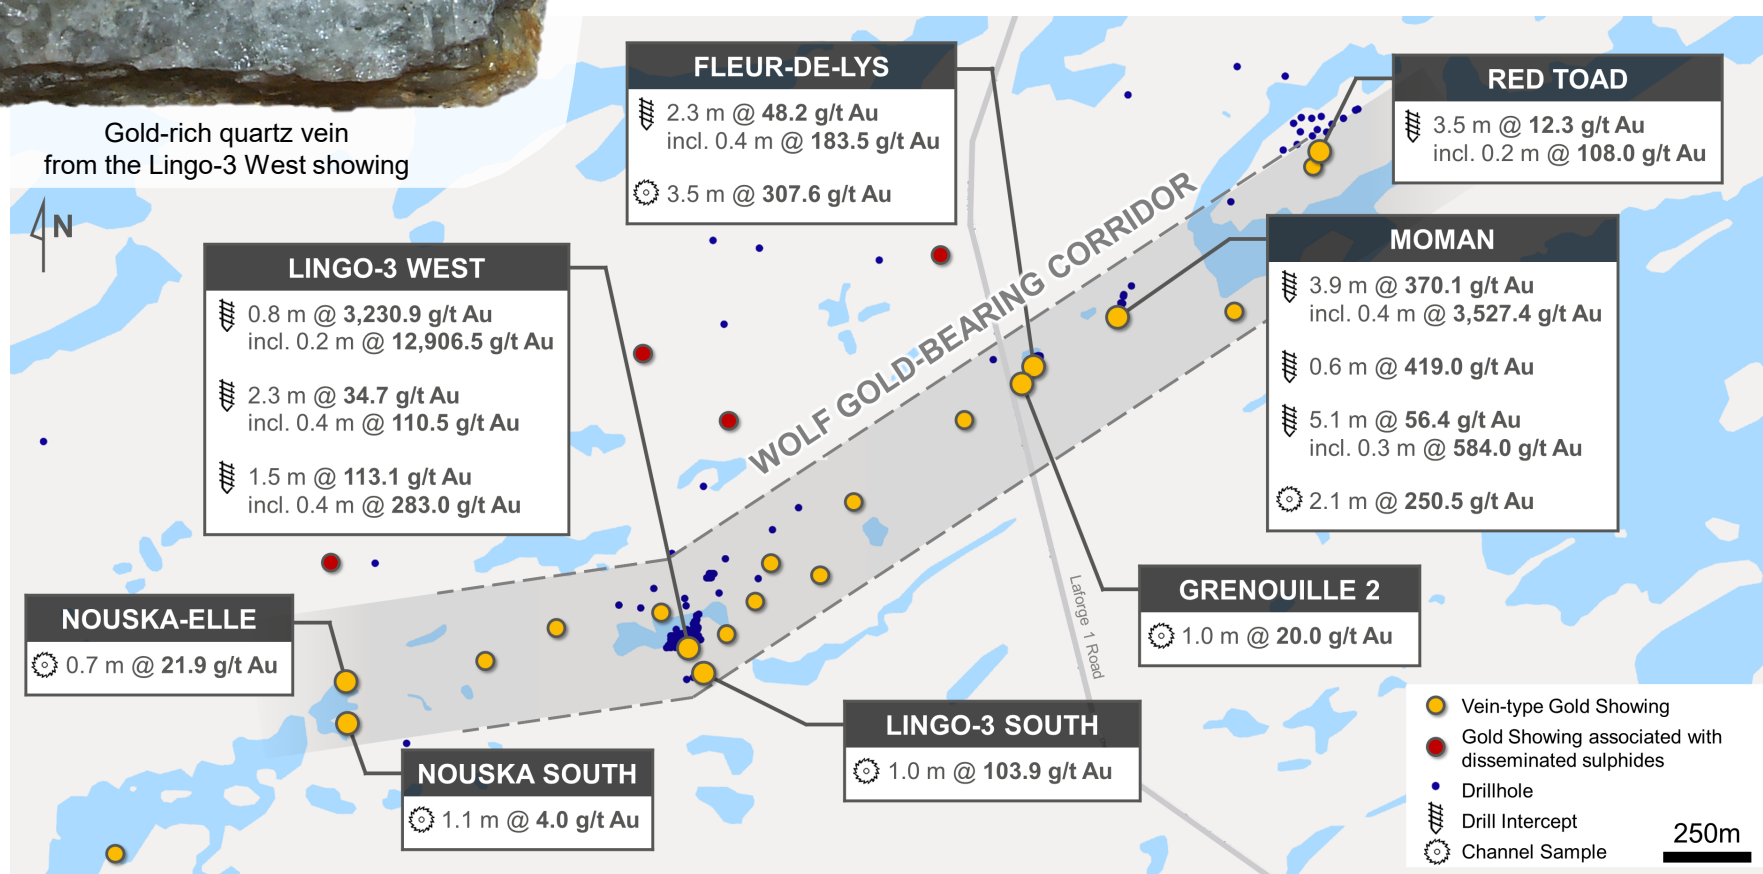 Gold-rich quartz vein
from the Lingo-3 West showing
N
FLEUR-DE-LYS
2.3 m @ 48.2 g/t Au
incl. 0.4 m @ 183.5 g/t Au
3.5 m @ 307.6 g/t Au
RED TOAD
3.5 m @ 12.3 g/t Au
incl. 0.2 m @ 108.0 g/t Au
LINGO-3 WEST
0.8 m @ 3,230.9 g/t Au
incl. 0.2 m @ 12,906.5 g/t Au
2.3 m @ 34.7 g/t Au
incl. 0.4 m @ 110.5 g/t Au
1.5 m @ 113.1 g/t Au
incl. 0.4 m @ 283.0 g/t Au
WOLF GOLD-BEARING CORRIDOR
MOMAN
3.9 m @ 370.1 g/t Au
incl. 0.4 m @ 3,527.4 g/t Au
0.6 m @ 419.0 g/t Au
5.1 m @ 56.4 g/t Au
incl. 0.3 m @ 584.0 g/t Au
2.1 m @ 250.5 g/t Au
NOUSKA-ELLE
0.7 m @ 21.9 g/t Au
NOUSKA SOUTH
1.1 m @ 4.0 g/t Au
LINGO-3 SOUTH
1.0 m @ 103.9 g/t Au
Laforge 1 Road
GRENOUILLE 2
1.0 m @ 20.0 g/t Au
Vein-type Gold Showing
Gold Showing associated with
disseminated sulphides
Drillhole
Drill Intercept
Channel Sample
250m